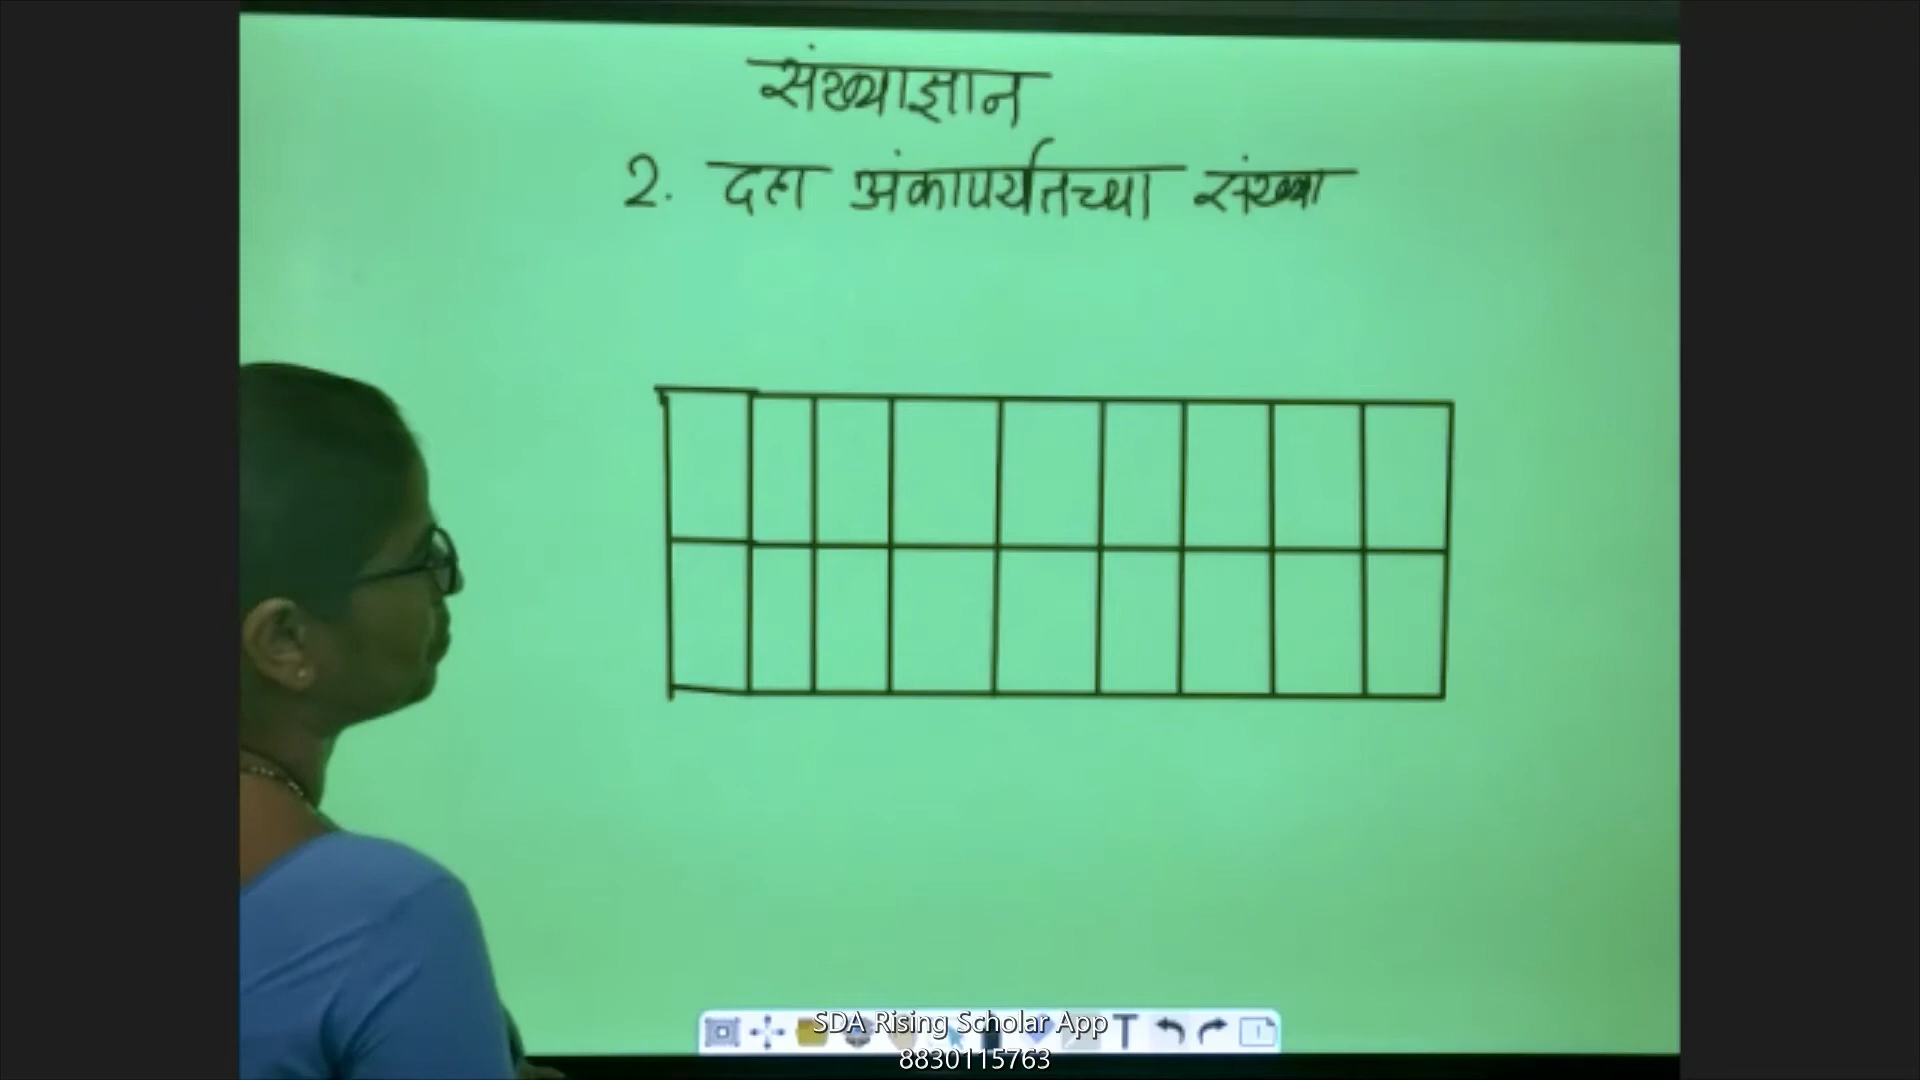 संख्याज्ञान
2. दहा अंकापर्यंतच्या संख्या
T
SDA Rising Scholar App
8830115763